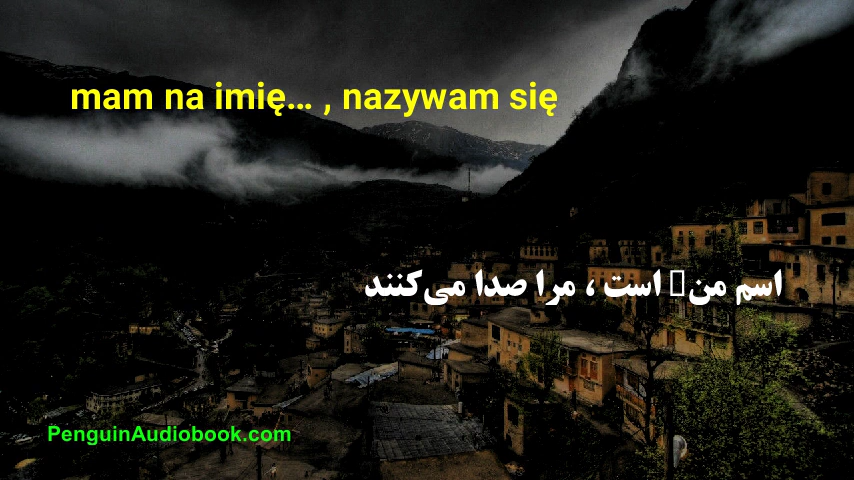 mam na imię... , nazywam się
اسم من است ، مرا صدا می‌کنند
PenguinAudiobook.com